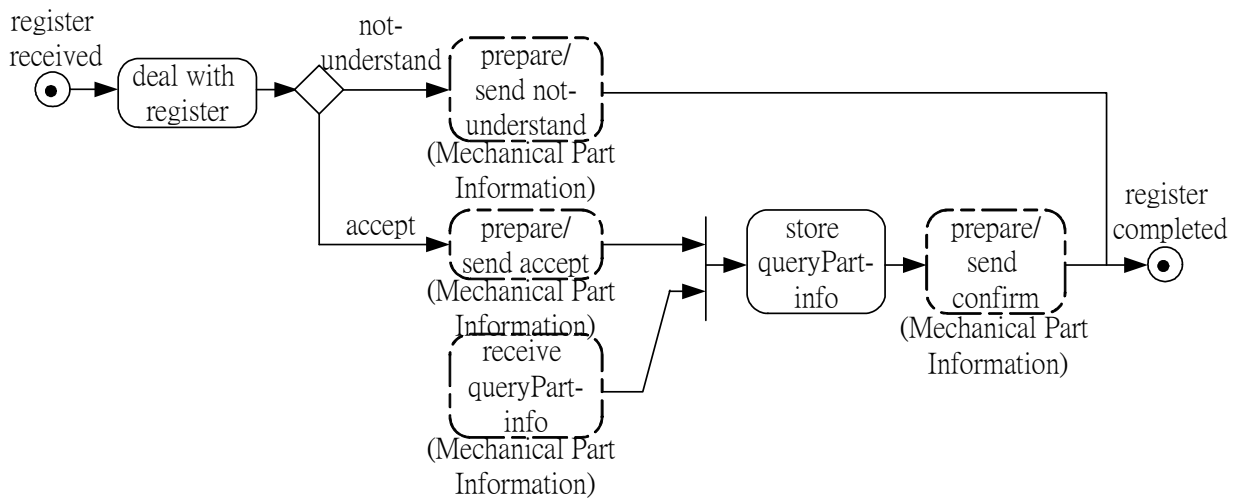 register
received
deal with
register
not-
understand
prepare/
send not-
understand
(Mechanical Part
Information)
accept
prepare/
send accept
(Mechanical Part
Information)
receive
queryPart-
info
(Mechanical Part
Information)
store
queryPart-
info
prepare/
send
confirm
(Mechanical Part
Information)
register
completed